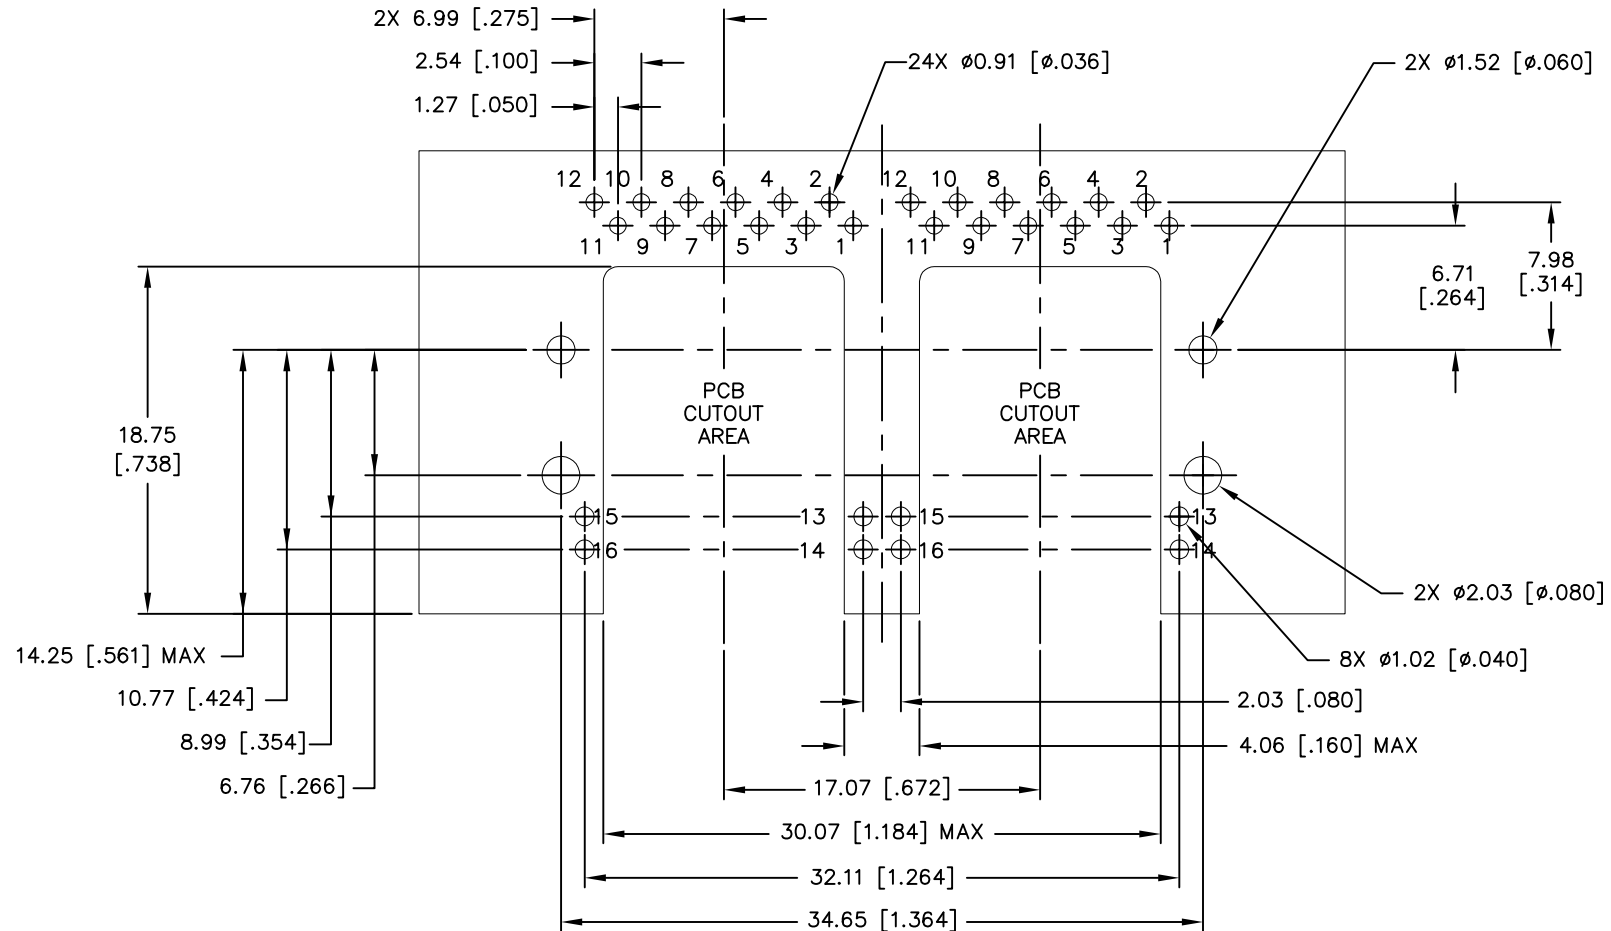 2X 6.99 [.275]
2.54 [.100]
24X ø0.91 [ø.036]
2X ø1.52 [ø.060]
1.27 [.050]
12 10 8 6 4 2 12 10 8 6 4 2
11 9 7 5 3 1 11 9 7 5 3 1
7.98
[.314]
6.71
[.264]
PCB
CUTOUT
AREA
PCB
CUTOUT
AREA
18.75
[.738]
15 13 15 13
16 14 16 14
2X ø2.03 [ø.080]
14.25 [.561] MAX
8X ø1.02 [ø.040]
10.77 [.424]
2.03 [.080]
8.99 [.354]
4.06 [.160] MAX
6.76 [.266]
17.07 [.672]
30.07 [1.184] MAX
32.11 [1.264]
34.65 [1.364]